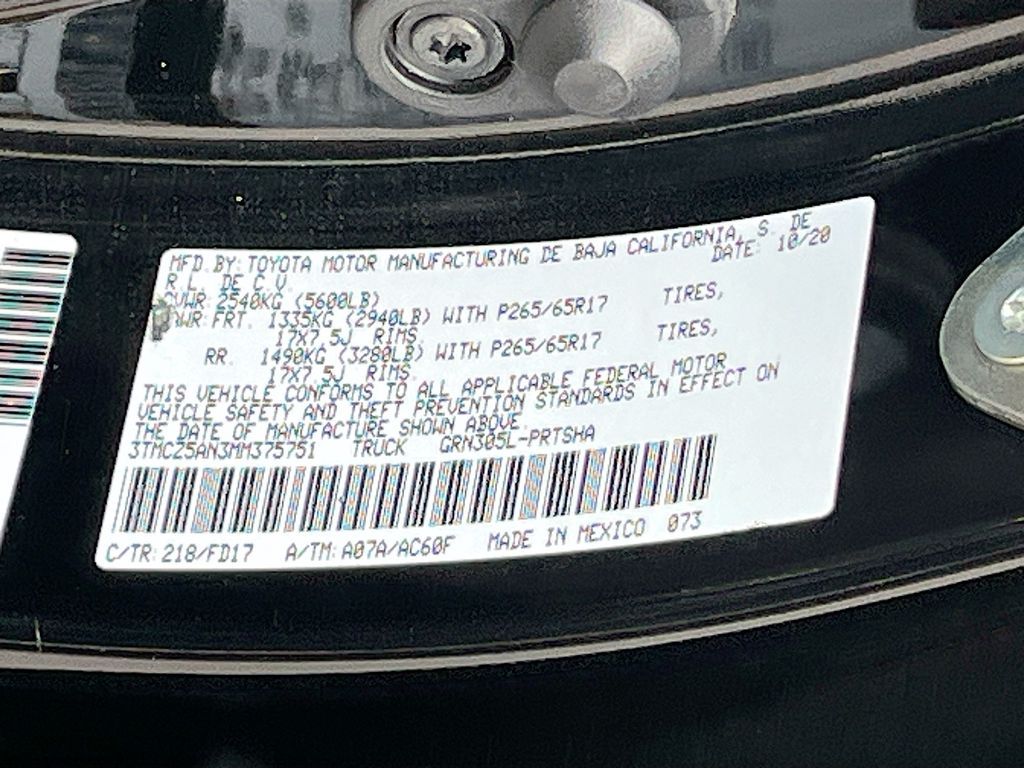 MFD. BY: TOYOTA MOTOR MANUFACTURING DE BAJA CALIFORNIA, S. DE
R.L. DE C.V. DATE: 10/20
GVWR: 2540KG (5600LB)
WR: FRT. 1335KG (2940LB) WITH P265/65R17 TIRES,
17X7.5J RIMS.
RR. 1490KG (3280LB) WITH P265/65R17 TIRES,
17X7.5J RIMS.
THIS VEHICLE CONFORMS TO ALL APPLICABLE FEDERAL MOTOR
VEHICLE SAFETY AND THEFT PREVENTION STANDARDS IN EFFECT ON
THE DATE OF MANUFACTURE SHOWN ABOVE.
3TMCZ5AN3MM375751 TRUCK GRN305L-PRTSHA
C/TR: 218/FD17 A/TM: A07A/AC60F MADE IN MEXICO 073